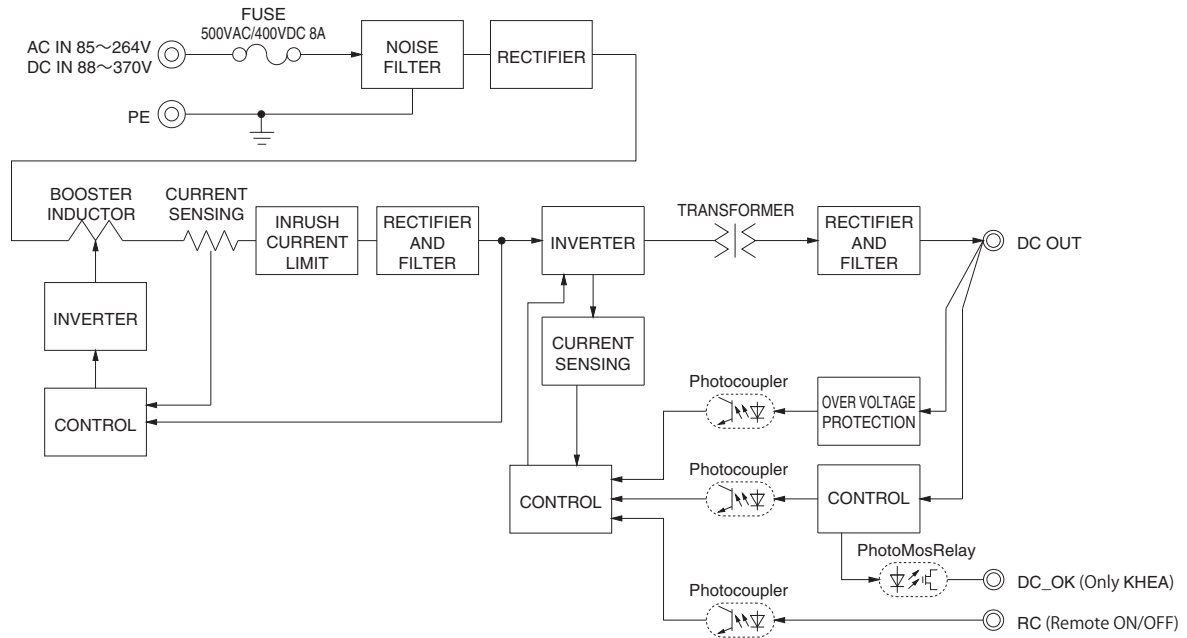 FUSE
500VAC/400VDC 8A
AC IN 85～264V
DC IN 88～370V
NOISE
FILTER
RECTIFIER
PE
BOOSTER
INDUCTOR
CURRENT
SENSING
INRUSH
CURRENT
LIMIT
RECTIFIER
AND
FILTER
INVERTER
TRANSFORMER
RECTIFIER
AND
FILTER
DC OUT
INVERTER
CURRENT
SENSING
CONTROL
Photocoupler
OVER VOLTAGE
PROTECTION
Photocoupler
CONTROL
CONTROL
PhotoMosRelay
DC_OK (Only KHEA)
Photocoupler
RC (Remote ON/OFF)